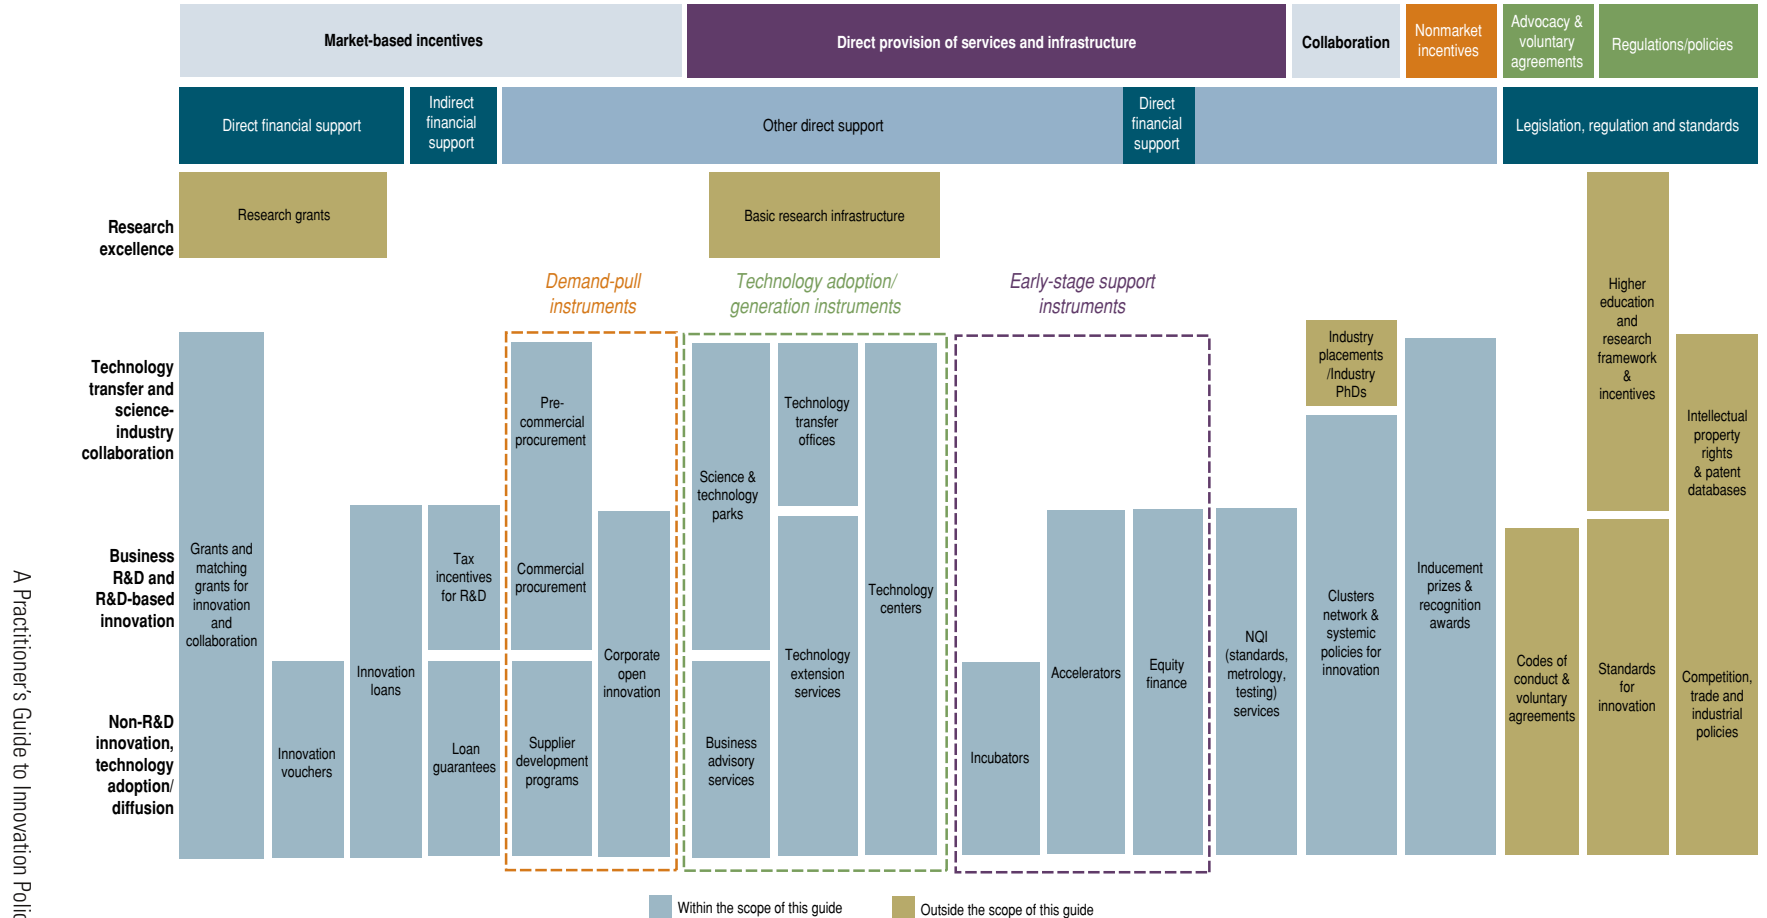 Market-based incentives
Direct provision of services and infrastructure
Collaboration
Nonmarket
incentives
Advocacy &
voluntary
agreements
Regulations/policies
Direct financial support
Indirect
financial
support
Other direct support
Direct
financial
support
Legislation, regulation and standards
Research
excellence
Research grants
Basic research infrastructure
Demand-pull
instruments
Technology adoption/
generation instruments
Early-stage support
instruments
Technology
transfer and
science-
industry
collaboration
Business
R&D and
R&D-based
innovation
Non-R&D
innovation,
technology
adoption/
diffusion
Grants and
matching
grants for
innovation
and
collaboration
Innovation
vouchers
Innovation
loans
Tax
incentives
for R&D
Loan
guarantees
Pre-
commercial
procurement
Commercial
procurement
Supplier
development
programs
Corporate
open
innovation
Science &
technology
parks
Business
advisory
services
Technology
transfer
offices
Technology
extension
services
Technology
centers
Incubators
Accelerators
Equity
finance
NQI
(standards,
metrology,
testing)
services
Industry
placements
/Industry
PhDs
Clusters
network &
systemic
policies for
innovation
Inducement
prizes &
recognition
awards
Codes of
conduct &
voluntary
agreements
Higher
education
and
research
framework
&
incentives
Standards
for
innovation
Intellectual
property
rights
& patent
databases
Competition,
trade and
industrial
policies
Within the scope of this guide
Outside the scope of this guide
A Practitioner's Guide to Innovation Polic